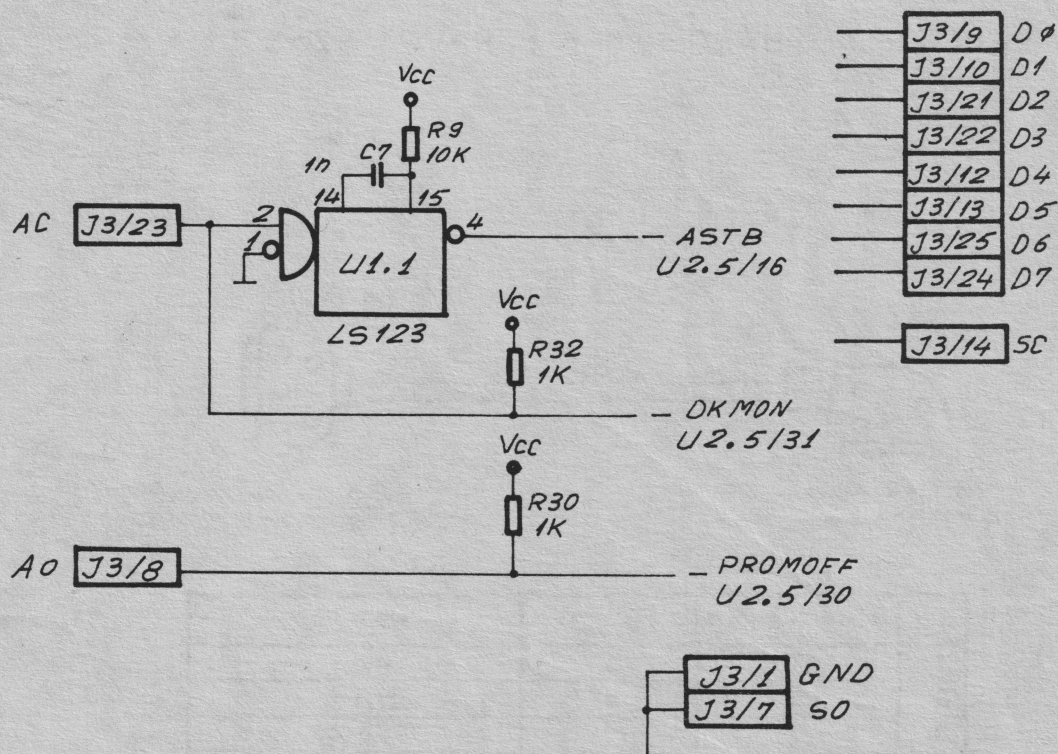 J3/9 Dφ
J3/10 D1
J3/21 D2
J3/22 D3
J3/12 D4
J3/13 D5
J3/25 D6
J3/24 D7
J3/14 SC
Vcc
R9
10K
C7
1n
14 15
AC J3/23 2
1
U1.1
4
LS123
ASTB
U2.5/16
Vcc
R32
1K
DKMON
U2.5/31
Vcc
R30
1K
AO J3/8
PROMOFF
U2.5/30
J3/1 GND
J3/7 SO